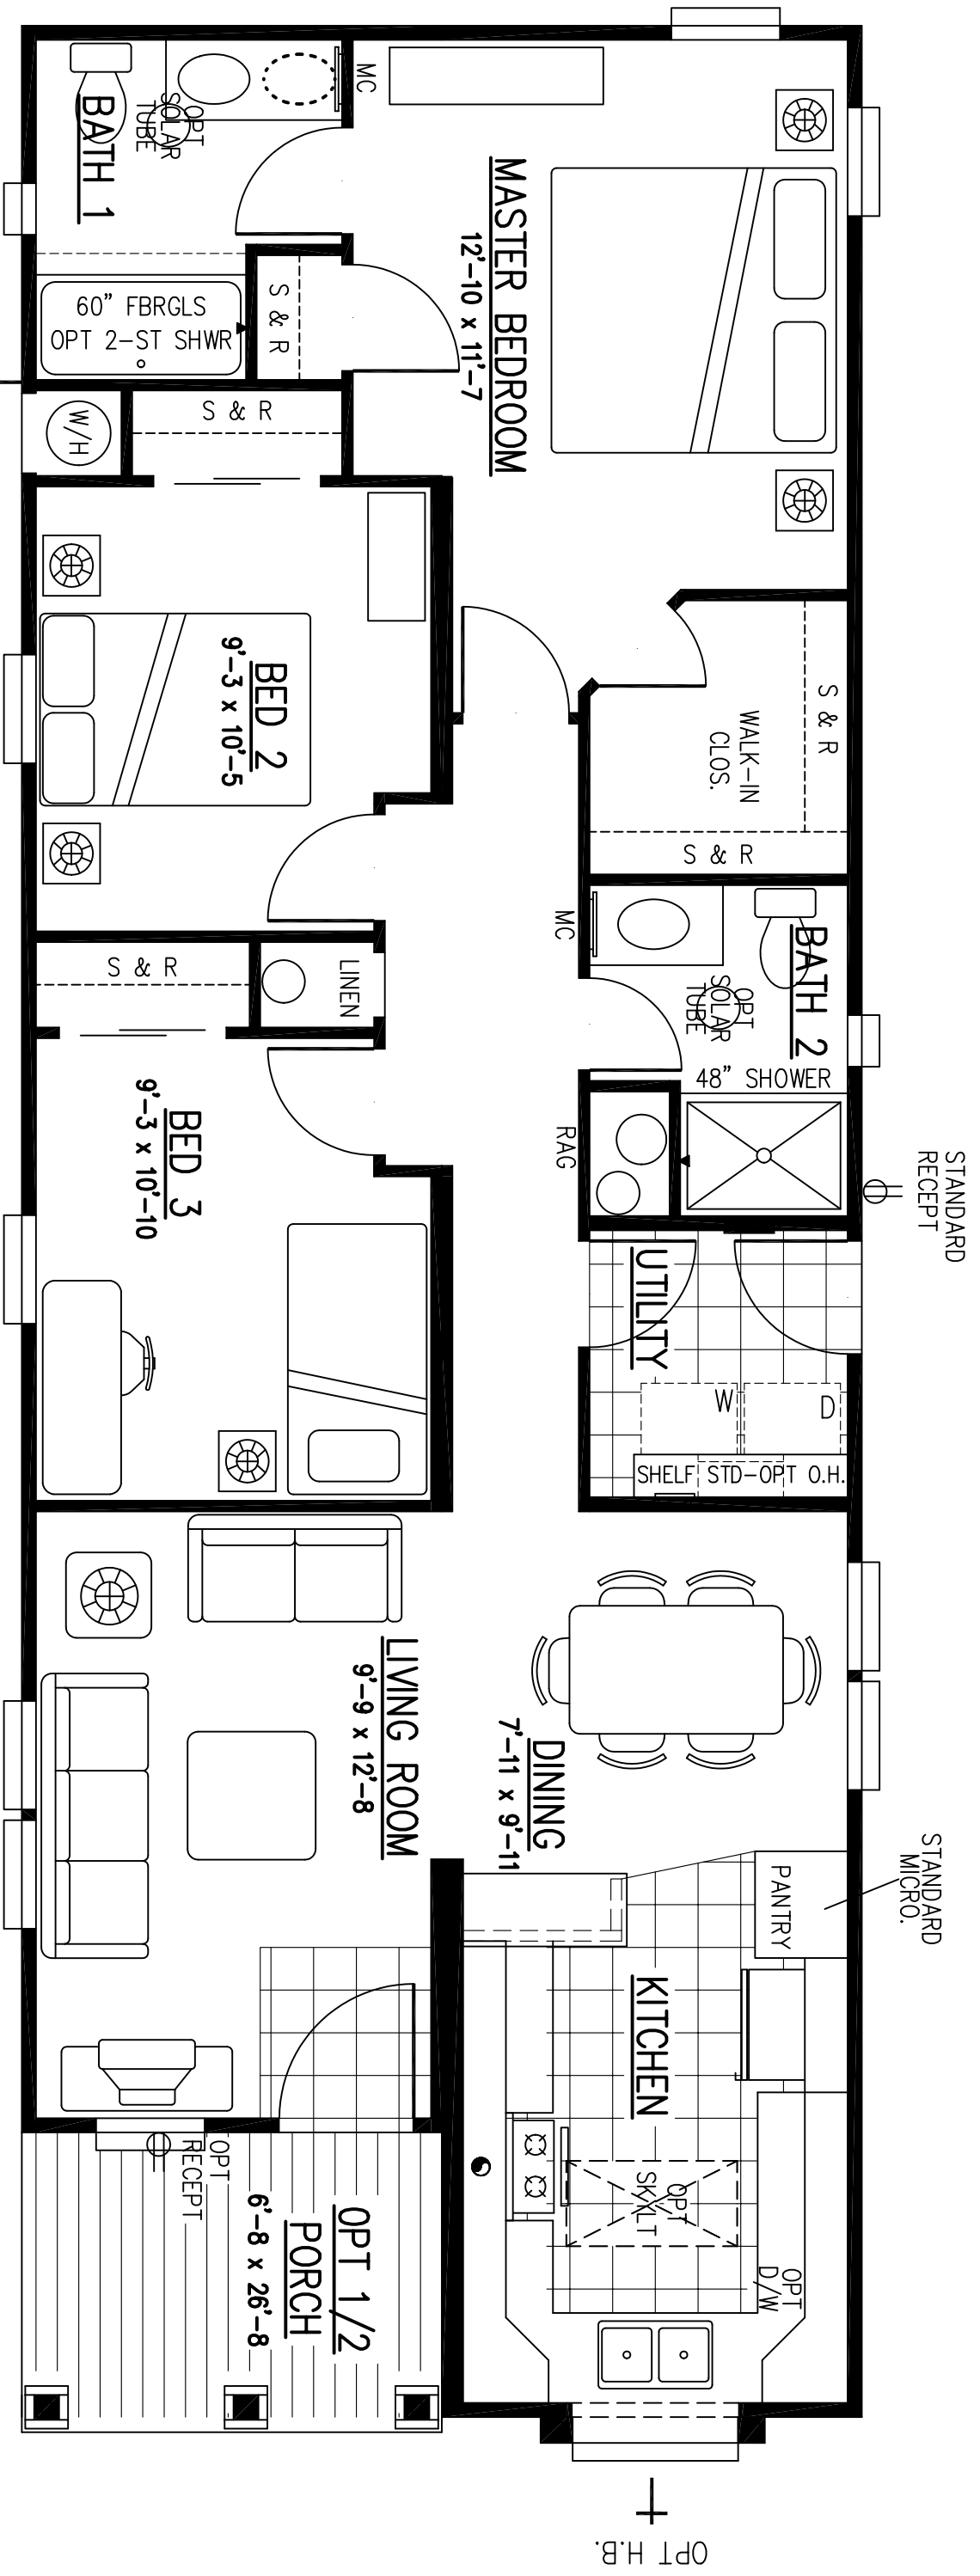 MC
BATH 1
OPT
SOLAR
TUBE
MASTER BEDROOM
12'-10 x 11'-7
60" FBRGLS
OPT 2-ST SHWR
S & R
W/H
S & R
BED 2
9'-3 x 10'-5
S & R
WALK-IN
CLOS.
S & R
MC
BATH 2
OPT
SOLAR
TUBE
48" SHOWER
S & R
LINEN
RAG
STANDARD
RECEPT
BED 3
9'-3 x 10'-10
UTILITY
W
D
SHELF STD-OPT O.H.
LIVING ROOM
9'-9 x 12'-8
DINING
7'-11 x 9'-11
PANTRY
STANDARD
MICRO.
KITCHEN
OPT
SKYLT
OPT
D/W
OPT
RECEPT
OPT 1/2
PORCH
6'-8 x 26'-8
OPT H.B.